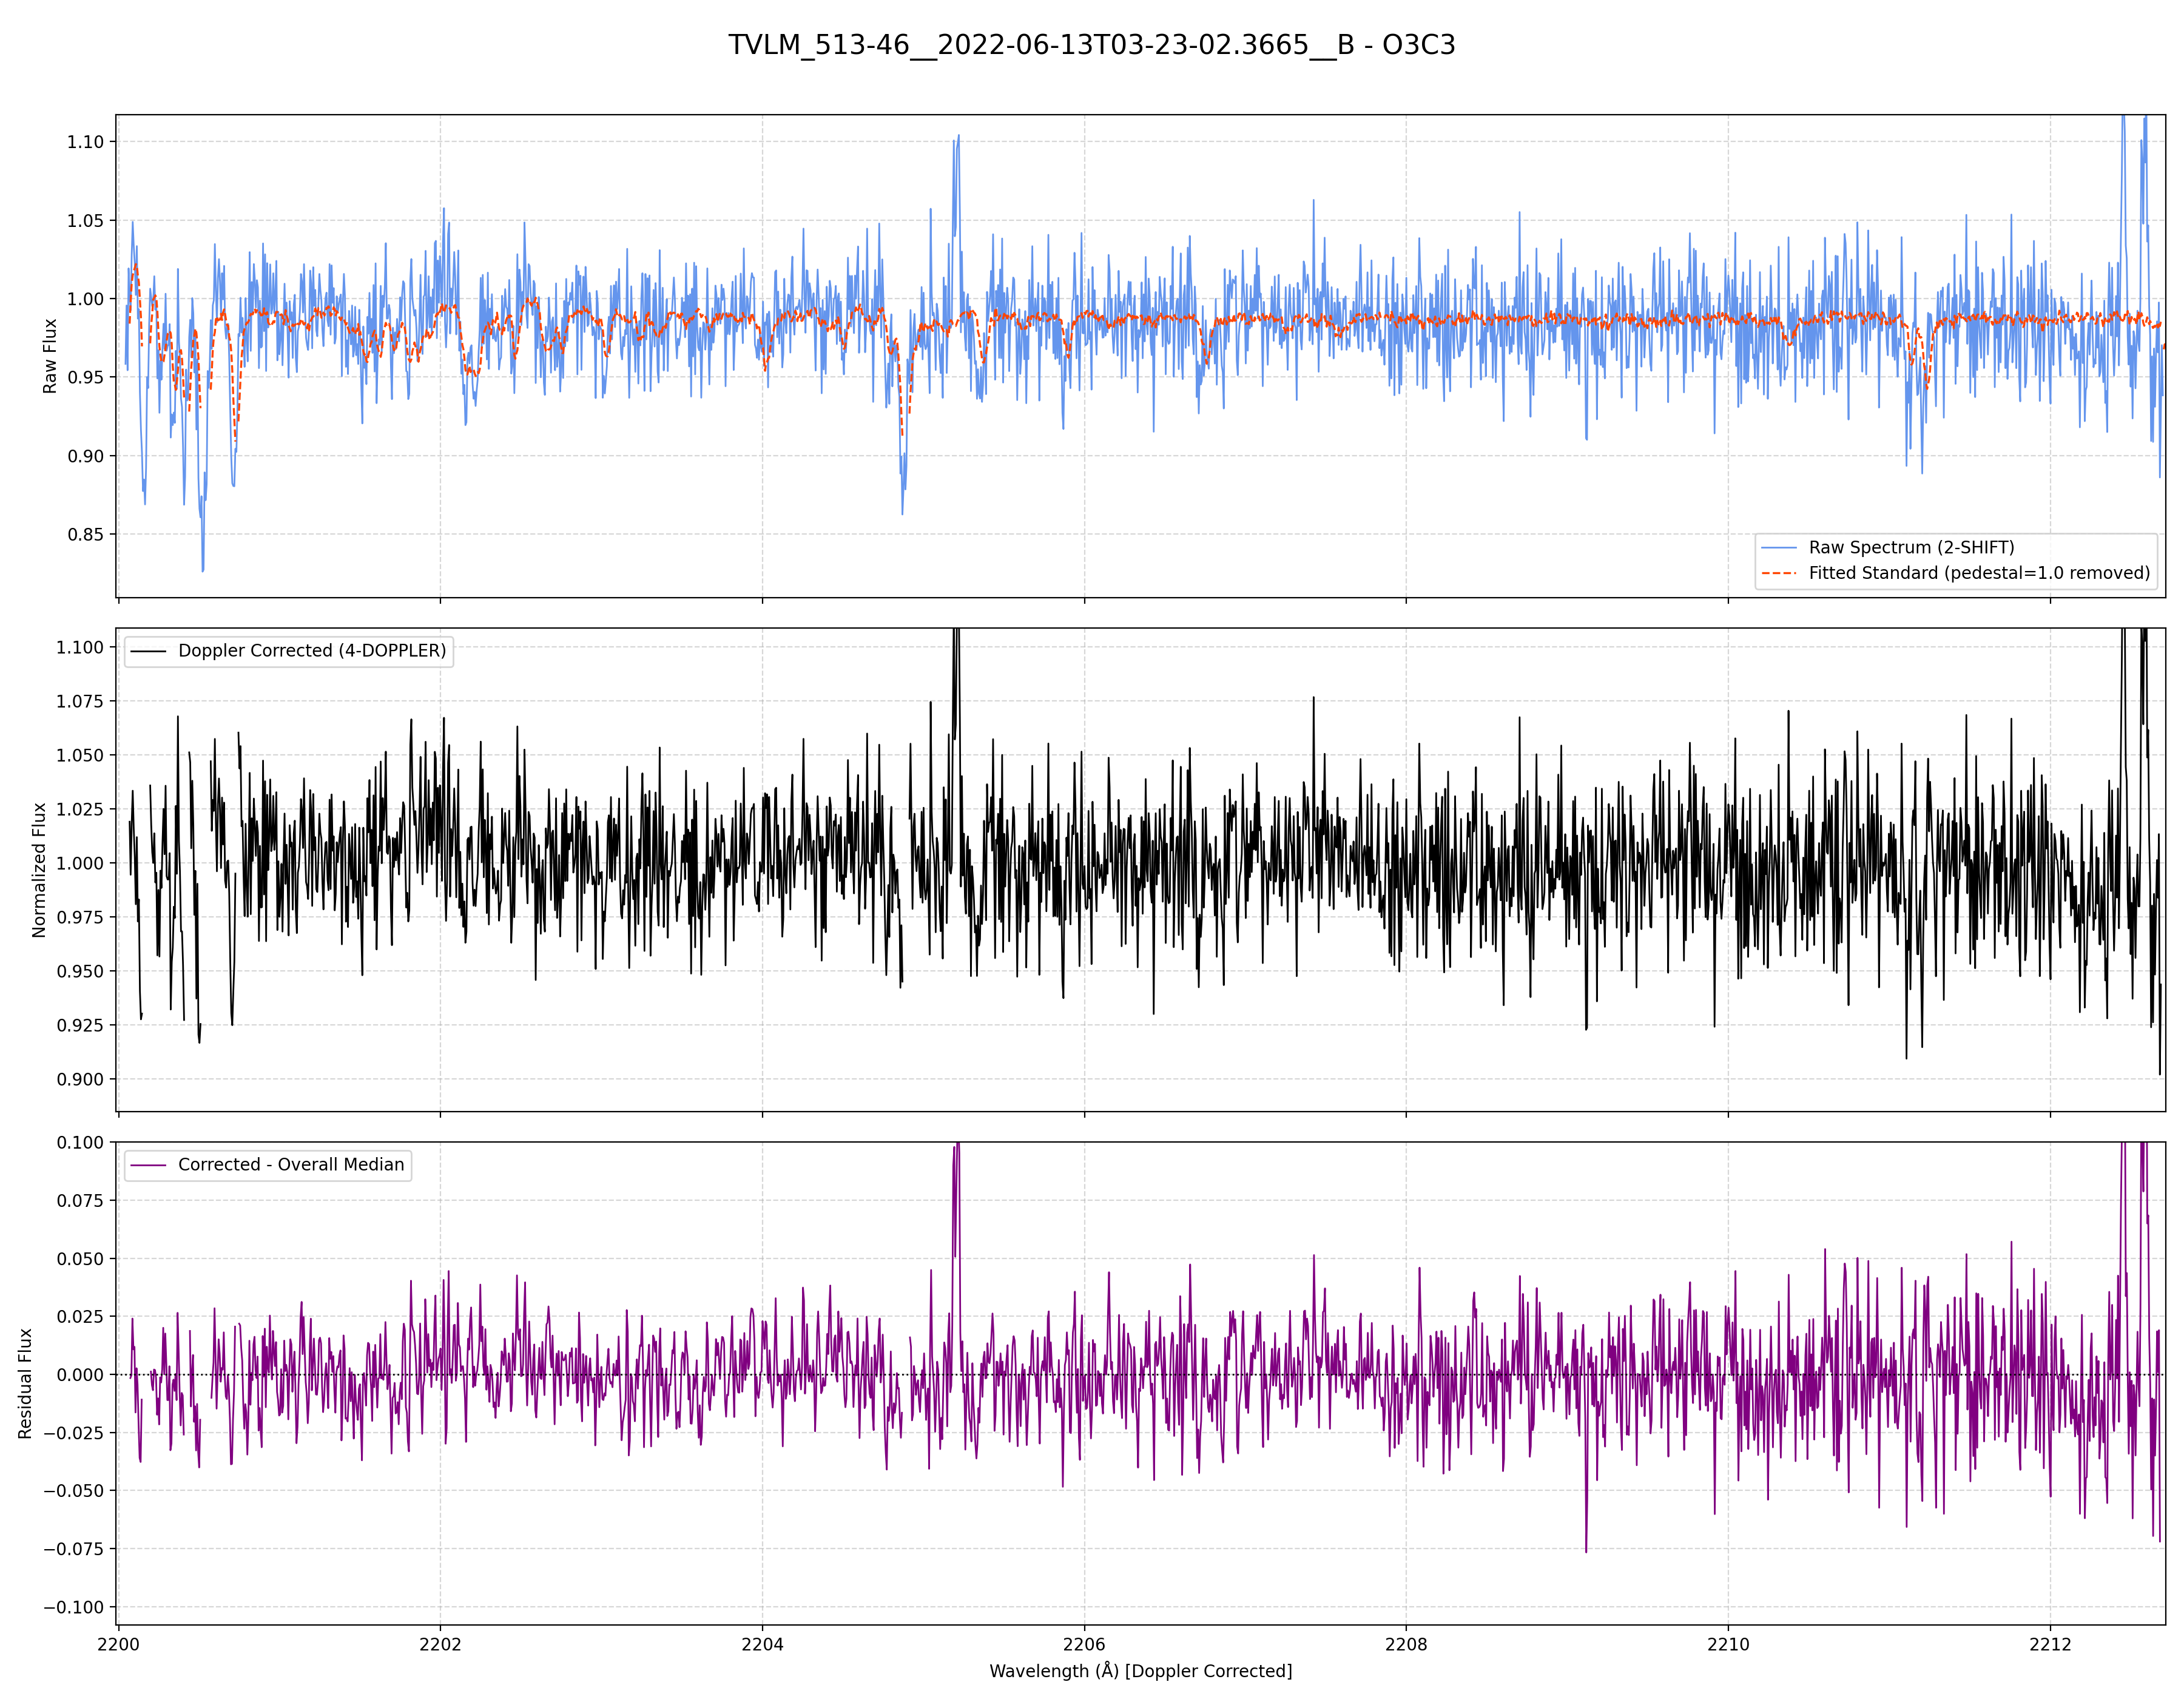 TVLM_513-46__2022-06-13T03-23-02.3665__B - O3C3
1.10
1.05
1.00
0.95
0.90
0.85
Raw Flux
Raw Spectrum (2-SHIFT)
Fitted Standard (pedestal=1.0 removed)
Doppler Corrected (4-DOPPLER)
1.100
1.075
1.050
1.025
1.000
0.975
0.950
0.925
0.900
Normalized Flux
Corrected - Overall Median
0.100
0.075
0.050
0.025
0.000
−0.025
−0.050
−0.075
−0.100
Residual Flux
2200 2202 2204 2206 2208 2210 2212
Wavelength (Å) [Doppler Corrected]